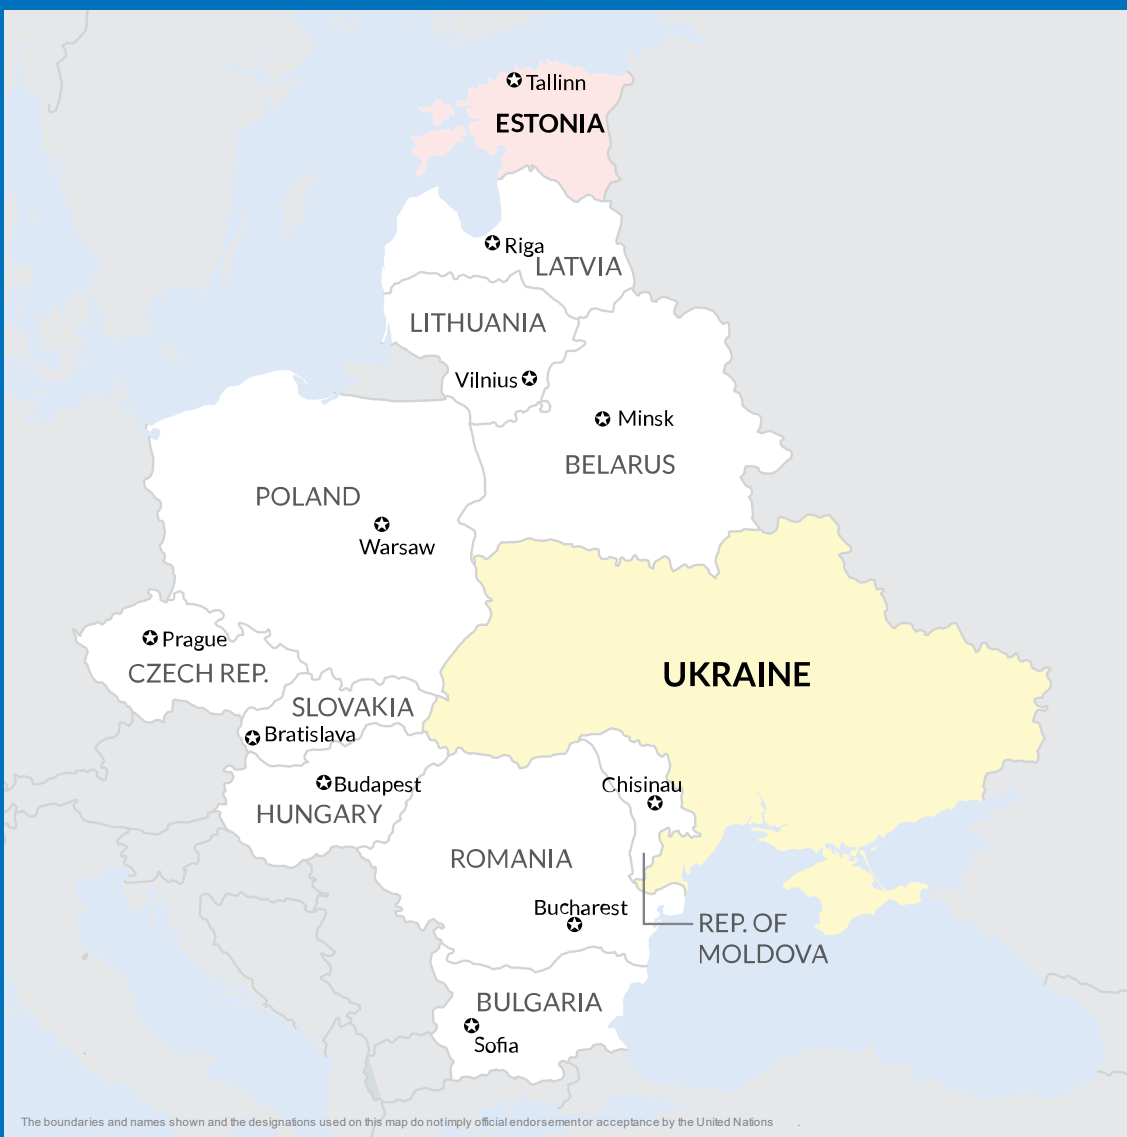 Tallinn
ESTONIA
Riga
LATVIA
LITHUANIA
Vilnius
Minsk
BELARUS
POLAND
Warsaw
Prague
CZECH REP.
UKRAINE
SLOVAKIA
Bratislava
Budapest
HUNGARY
Chisinau
ROMANIA
Bucharest
REP. OF
MOLDOVA
BULGARIA
Sofia
The boundaries and names shown and the designations used on this map do not imply official endorsement or acceptance by the United Nations .